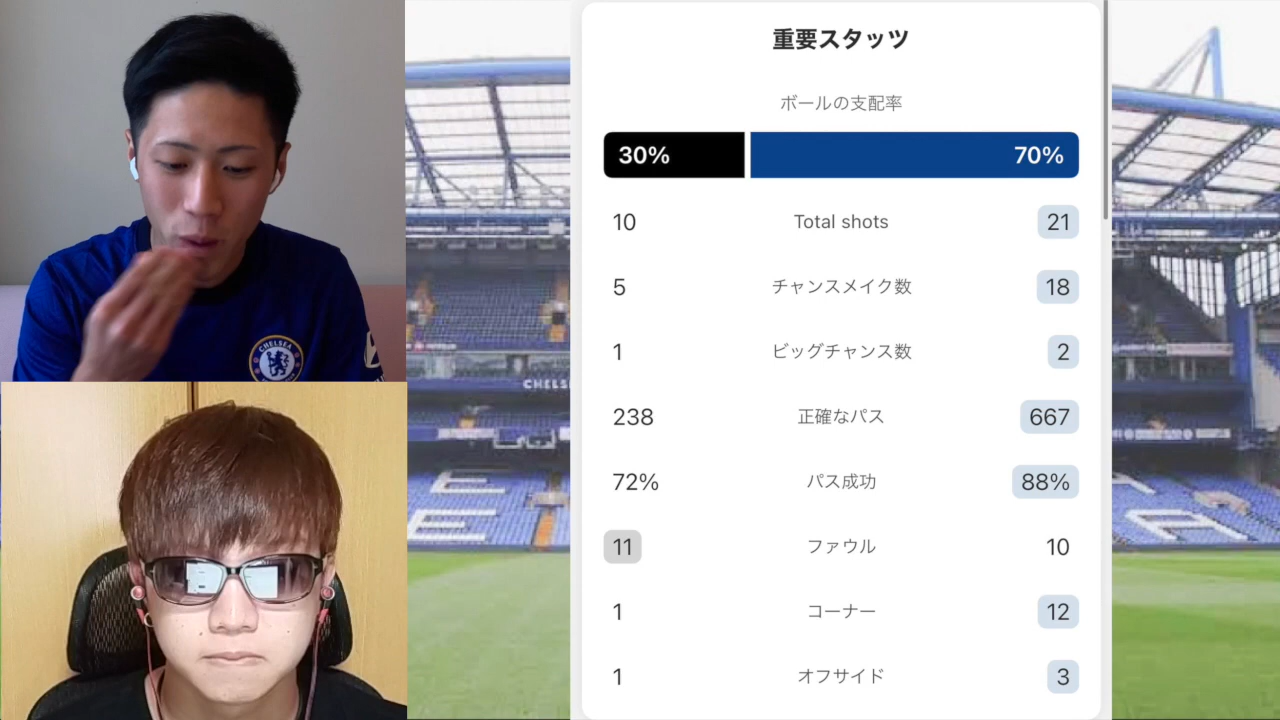 重要スタッツ
ボールの支配率
30% 70%
10 Total shots 21
5 チャンスメイク数 18
1 ビッグチャンス数 2
238 正確なパス 667
72% パス成功 88%
11 ファウル 10
1 コーナー 12
1 オフサイド 3
CHELSEA
CHELS